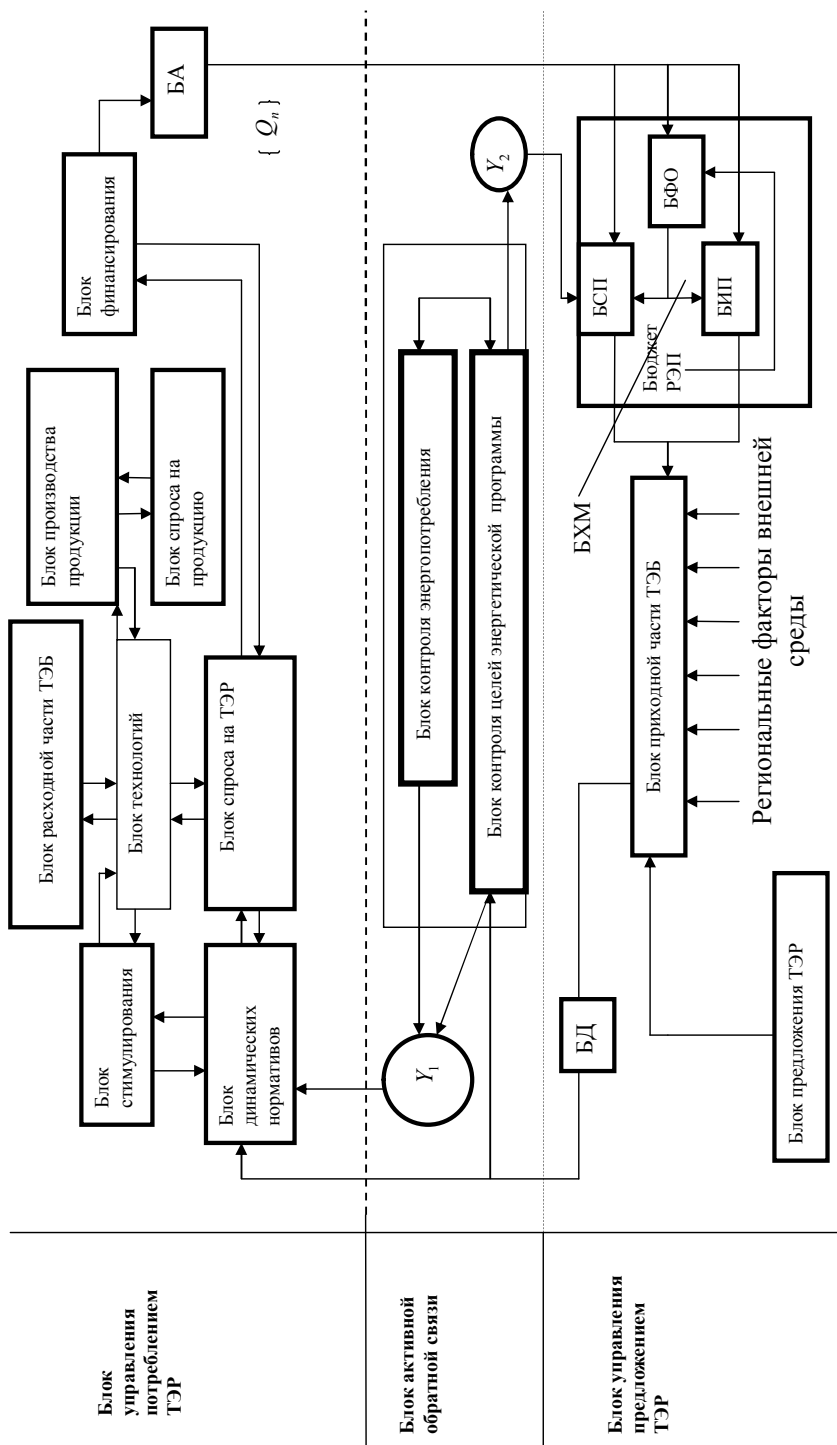 Блок
управления
потреблением
ТЭР
Блок
стимулирования
Блок
динамических
нормативов
Блок расходной части ТЭБ
Блок технологий
Блок спроса на ТЭР
Блок производства
продукции
Блок спроса на
продукцию
Блок
финансирования
БА
{ Qn }
Блок активной
обратной связи
Y1
Блок контроля энергопотребления
Блок контроля целей энергетической программы
Y2
Блок управления
предложением
ТЭР
БД
Блок предложения ТЭР
Блок приходной части ТЭБ
Региональные факторы внешней
среды
БХМ
Бюджет
РЭП
БСП
БИП
БФО